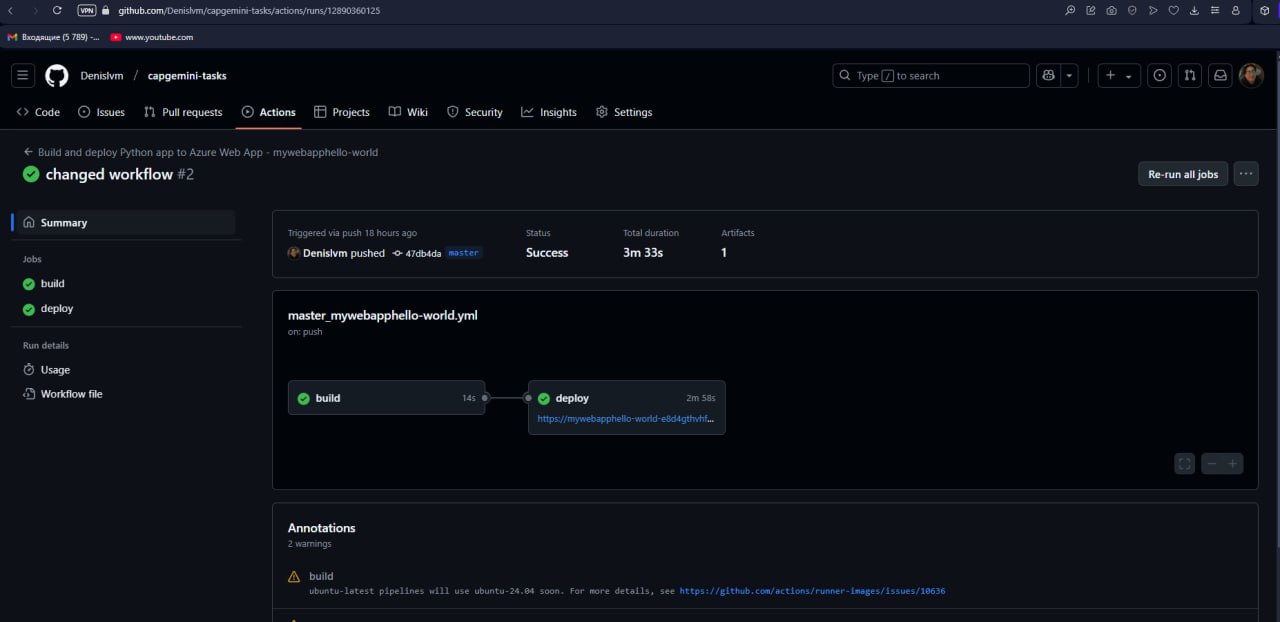 VPN github.com/Denislvm/capgemini-tasks/actions/runs/12890360125
Входящие (5 789) -... www.youtube.com
Denislvm / capgemini-tasks Type / to search
Code Issues Pull requests Actions Projects Wiki Security Insights Settings
Build and deploy Python app to Azure Web App - mywebapphello-world
changed workflow #2
Re-run all jobs
Summary
Jobs
build
deploy
Run details
Usage
Workflow file
Triggered via push 18 hours ago Status Total duration Artifacts
Denislvm pushed 47db4da master Success 3m 33s 1
master_mywebapphello-world.yml
on: push
build 14s
deploy 2m 58s
https://mywebapphello-world-e8d4gthvhf...
Annotations
2 warnings
build
ubuntu-latest pipelines will use ubuntu-24.04 soon. For more details, see https://github.com/actions/runner-images/issues/10636